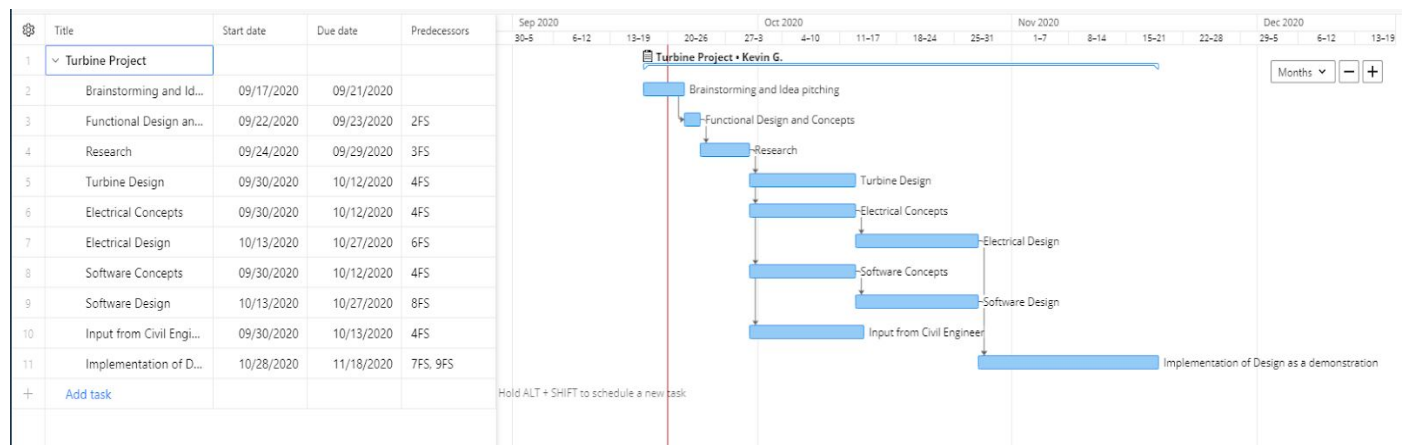 Title Start date Due date Predecessors
Sep 2020 Oct 2020 Nov 2020 Dec 2020
30-5 6-12 13-19 20-26 27-3 4-10 11-17 18-24 25-31 1-7 8-14 15-21 22-28 29-5 6-12 13-19
1 Turbine Project
Turbine Project • Kevin G.
Months − +
2 Brainstorming and Id... 09/17/2020 09/21/2020
Brainstorming and Idea pitching
3 Functional Design an... 09/22/2020 09/23/2020 2FS
Functional Design and Concepts
4 Research 09/24/2020 09/29/2020 3FS
Research
5 Turbine Design 09/30/2020 10/12/2020 4FS
Turbine Design
6 Electrical Concepts 09/30/2020 10/12/2020 4FS
Electrical Concepts
7 Electrical Design 10/13/2020 10/27/2020 6FS
Electrical Design
8 Software Concepts 09/30/2020 10/12/2020 4FS
Software Concepts
9 Software Design 10/13/2020 10/27/2020 8FS
Software Design
10 Input from Civil Engi... 09/30/2020 10/13/2020 4FS
Input from Civil Engineer
11 Implementation of D... 10/28/2020 11/18/2020 7FS, 9FS
Implementation of Design as a demonstration
+ Add task
Hold ALT + SHIFT to schedule a new task